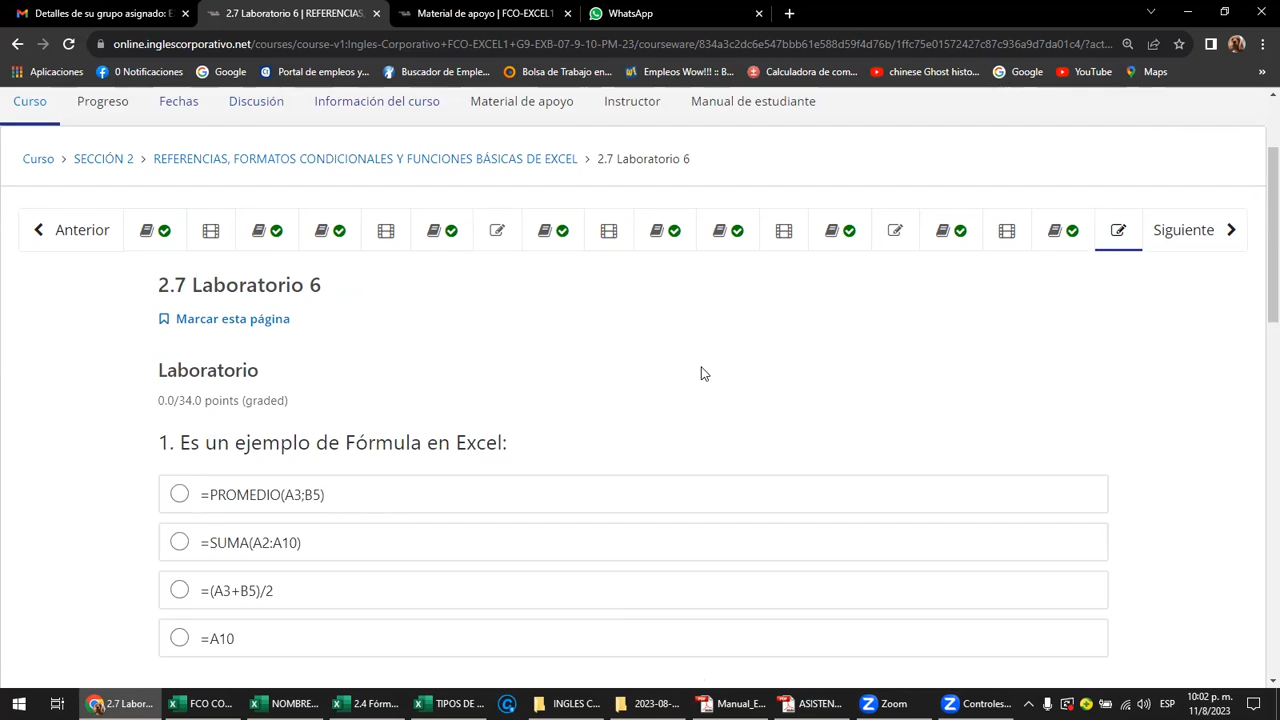 Detalles de su grupo asignado: E
2.7 Laboratorio 6 | REFERENCIAS,
Material de apoyo | FCO-EXCEL1
WhatsApp
online.inglescorporativo.net/courses/course-v1:Ingles-Corporativo+FCO-EXCEL1+G9-EXB-07-9-10-PM-23/courseware/834a3c2dc6e547bbb61e588d59f4d76b/1ffc75e01572427c87c936a9d7da01c4/?act...
Aplicaciones
0 Notificaciones
Google
Portal de empleos y...
Buscador de Emple...
Bolsa de Trabajo en...
Empleos Wow!!! :: B...
Calculadora de com...
chinese Ghost histo...
Google
YouTube
Maps
»
Curso
Progreso
Fechas
Discusión
Información del curso
Material de apoyo
Instructor
Manual de estudiante
Curso > SECCIÓN 2 > REFERENCIAS, FORMATOS CONDICIONALES Y FUNCIONES BÁSICAS DE EXCEL > 2.7 Laboratorio 6
Anterior
Siguiente
2.7 Laboratorio 6
Marcar esta página
Laboratorio
0.0/34.0 points (graded)
1. Es un ejemplo de Fórmula en Excel:
=PROMEDIO(A3;B5)
=SUMA(A2:A10)
=(A3+B5)/2
=A10
2.7 Labor...
FCO CO...
NOMBRE...
2.4 Fórm...
TIPOS DE ...
INGLES C...
2023-08-...
Manual_E...
ASISTEN...
Zoom
Controles...
ESP
10:02 p. m.
11/8/2023